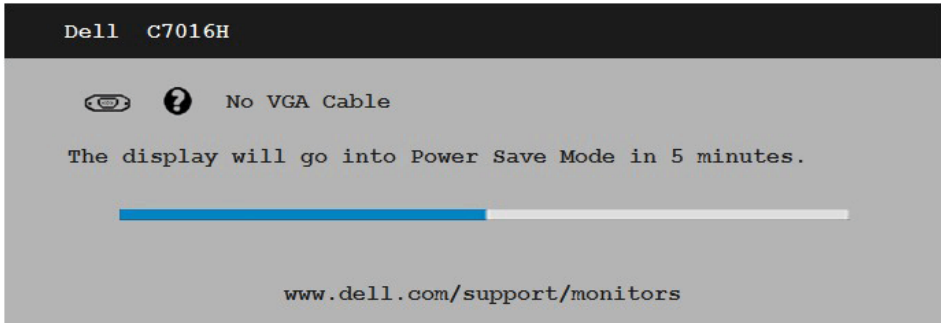 Dell C7016H
? No VGA Cable
The display will go into Power Save Mode in 5 minutes.
www.dell.com/support/monitors